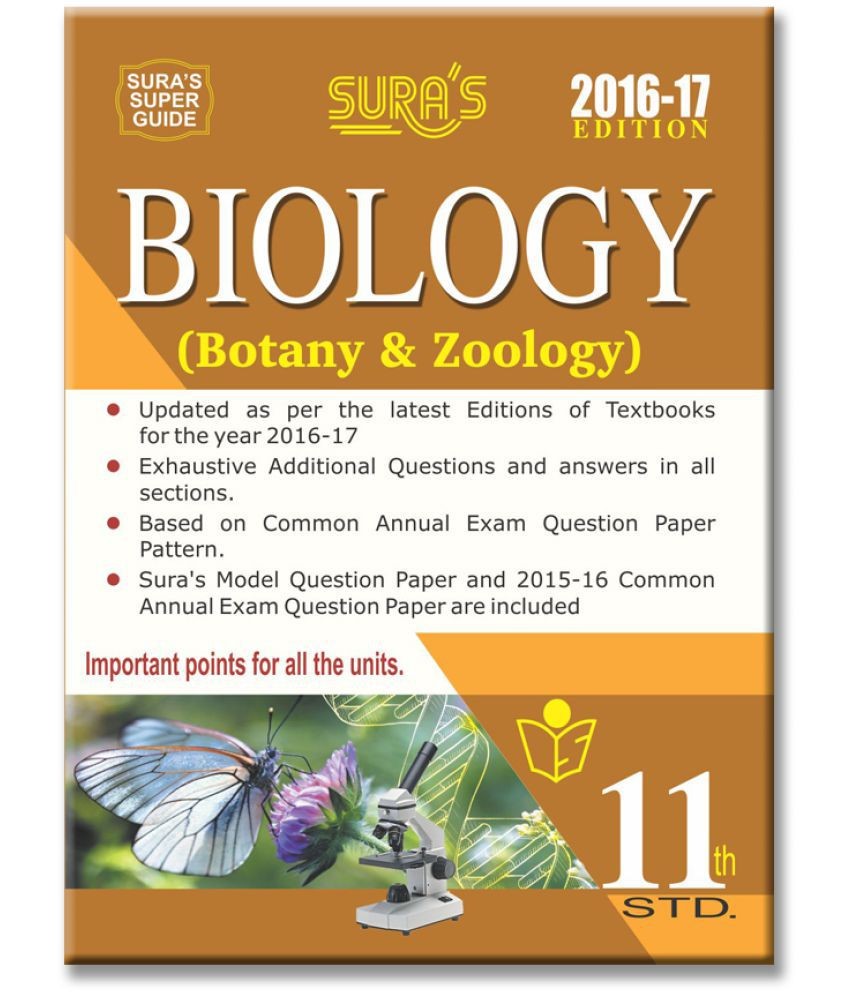 SURA'S
SUPER
GUIDE
SURA'S
2016-17
EDITION
BIOLOGY
(Botany & Zoology)
● Updated as per the latest Editions of Textbooks
for the year 2016-17
● Exhaustive Additional Questions and answers in all
sections.
● Based on Common Annual Exam Question Paper
Pattern.
● Sura's Model Question Paper and 2015-16 Common
Annual Exam Question Paper are included
Important points for all the units.
11th
STD.